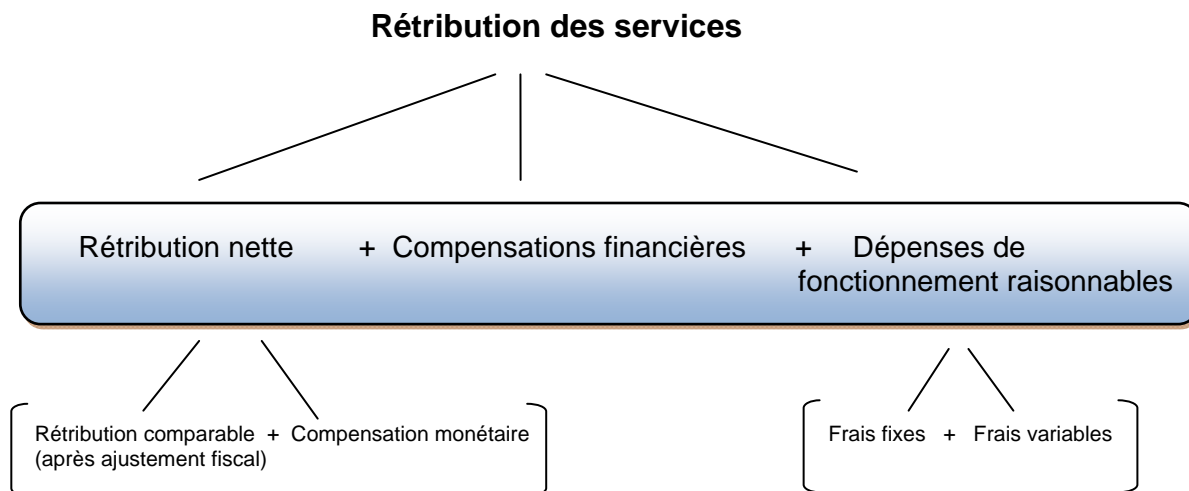 Rétribution des services
Rétribution nette + Compensations financières + Dépenses de
fonctionnement raisonnables
Rétribution comparable + Compensation monétaire
(après ajustement fiscal)
Frais fixes + Frais variables